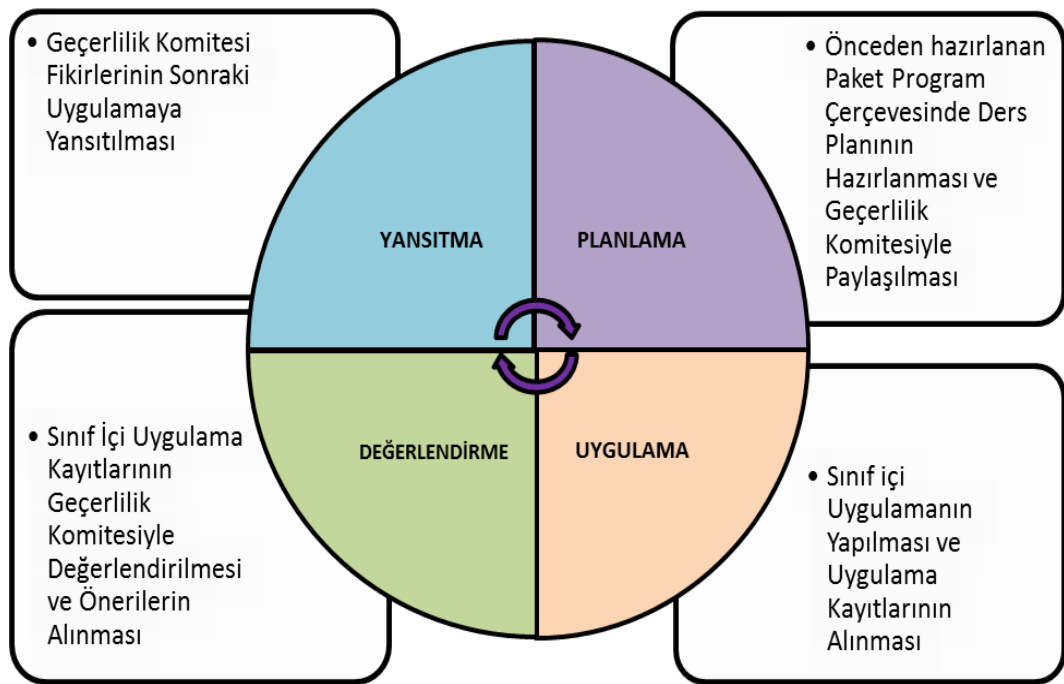 • Geçerlilik Komitesi
Fikirlerinin Sonraki
Uygulamaya
Yansıtılması
• Önceden hazırlanan
Paket Program
Çerçevesinde Ders
Planının
Hazırlanması ve
Geçerlilik
Komitesiyle
Paylaşılması
YANSITMA
PLANLAMA
DEĞERLENDİRME
UYGULAMA
• Sınıf İçi Uygulama
Kayıtlarının
Geçerlilik
Komitesiyle
Değerlendirilmesi
ve Önerilerin
Alınması
• Sınıf içi
Uygulamanın
Yapılması ve
Uygulama
Kayıtlarının
Alınması